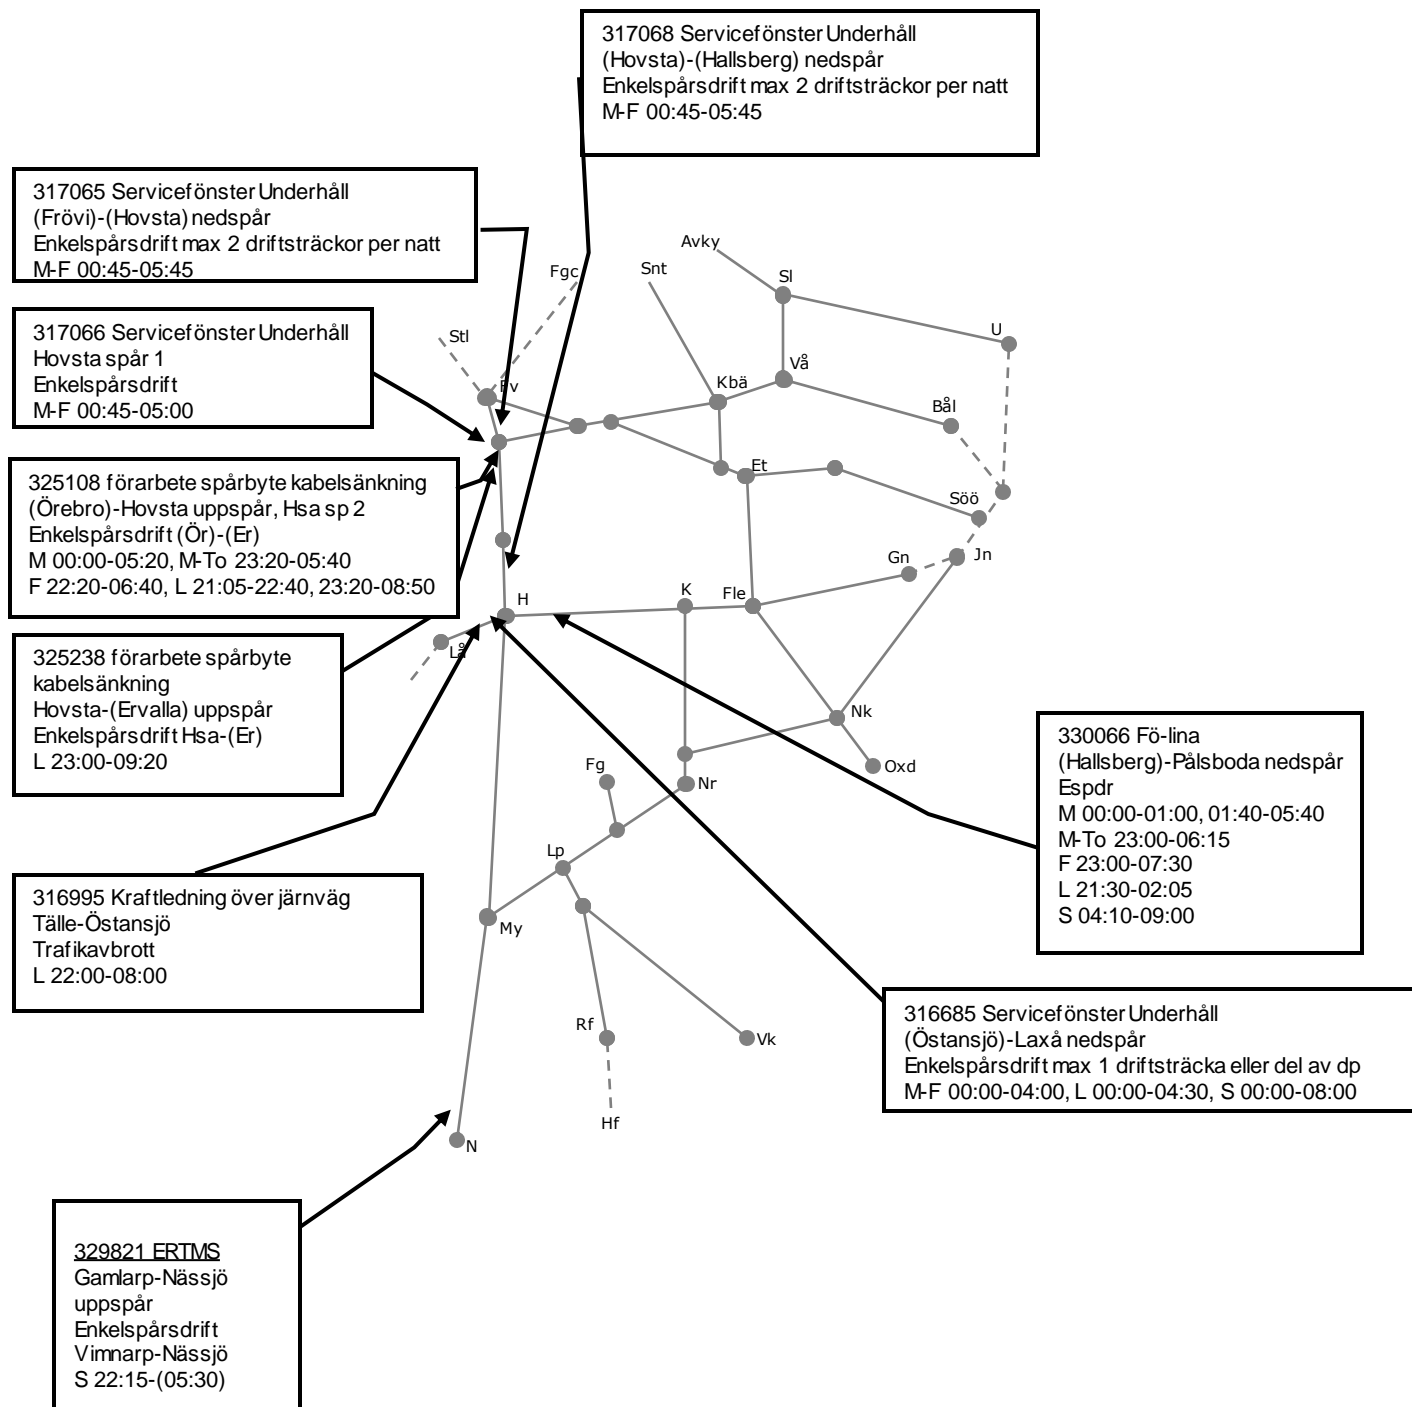 317068 Servicefönster Underhåll
(Hovsta)-(Hallsberg) nedspår
Enkelspårsdrift max 2 driftsträckor per natt
M-F 00:45-05:45
317065 Servicefönster Underhåll
(Frövi)-(Hovsta) nedspår
Enkelspårsdrift max 2 driftsträckor per natt
M-F 00:45-05:45
317066 Servicefönster Underhåll
Hovsta spår 1
Enkelspårsdrift
M-F 00:45-05:00
325108 förarbete spårbyte kabelsänkning
(Örebro)-Hovsta uppspår, Hsa sp 2
Enkelspårsdrift (Ör)-(Er)
M 00:00-05:20, M-To 23:20-05:40
F 22:20-06:40, L 21:05-22:40, 23:20-08:50
325238 förarbete spårbyte
kabelsänkning
Hovsta-(Ervalla) uppspår
Enkelspårsdrift Hsa-(Er)
L 23:00-09:20
316995 Kraftledning över järnväg
Tälle-Östansjö
Trafikavbrott
L 22:00-08:00
329821 ERTMS
Gamlarp-Nässjö
uppspår
Enkelspårsdrift
Vimnarp-Nässjö
S 22:15-(05:30)
330066 Fö-lina
(Hallsberg)-Pålsboda nedspår
Espdr
M 00:00-01:00, 01:40-05:40
M-To 23:00-06:15
F 23:00-07:30
L 21:30-02:05
S 04:10-09:00
316685 Servicefönster Underhåll
(Östansjö)-Laxå nedspår
Enkelspårsdrift max 1 driftsträcka eller del av dp
M-F 00:00-04:00, L 00:00-04:30, S 00:00-08:00
Avky
Snt
Fgc
Sl
U
Stl
Vå
Kbä
Fv
Bål
Et
Söö
Jn
Gn
H
K
Fle
Lå
Nk
Oxd
Fg
Nr
Lp
My
Rf
Vk
Hf
N